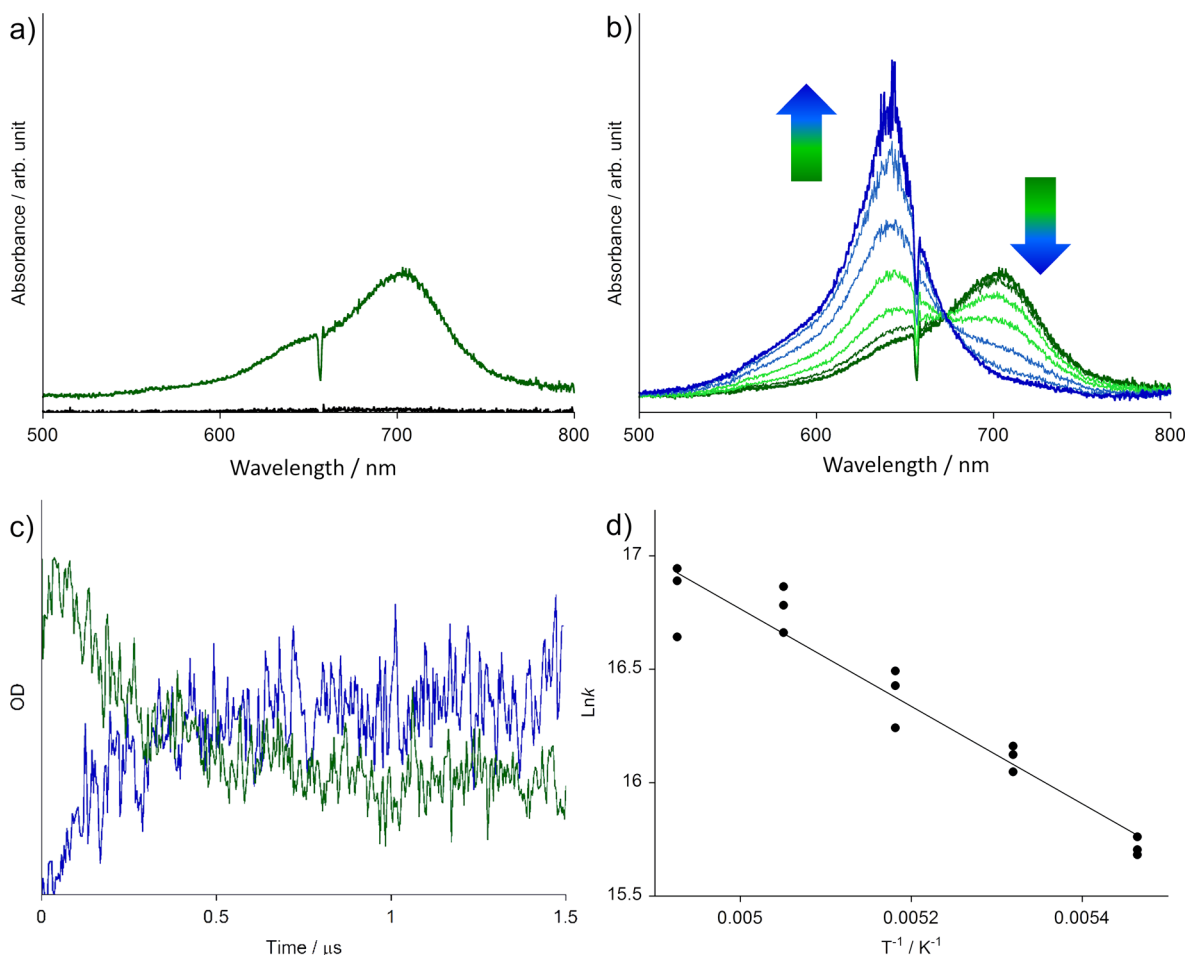 a)
Absorbance / arb. unit
500
600
700
800
Wavelength / nm
b)
Absorbance / arb. unit
500
600
700
800
Wavelength / nm
c)
OD
0
0.5
1
1.5
Time / μs
d)
Lnk
17
16.5
16
15.5
0.005
0.0052
0.0054
T⁻¹ / K⁻¹